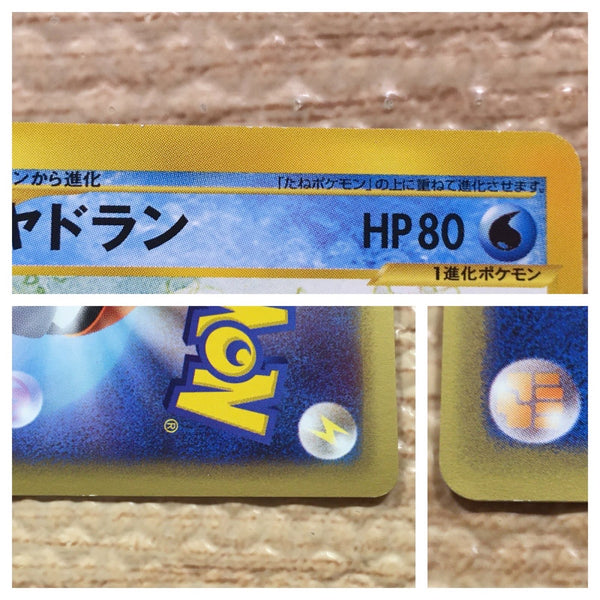 ンから進化
「たねポケモン」の上に重ねて進化させます。
ヤドラン HP80
1進化ポケモン
MON
®